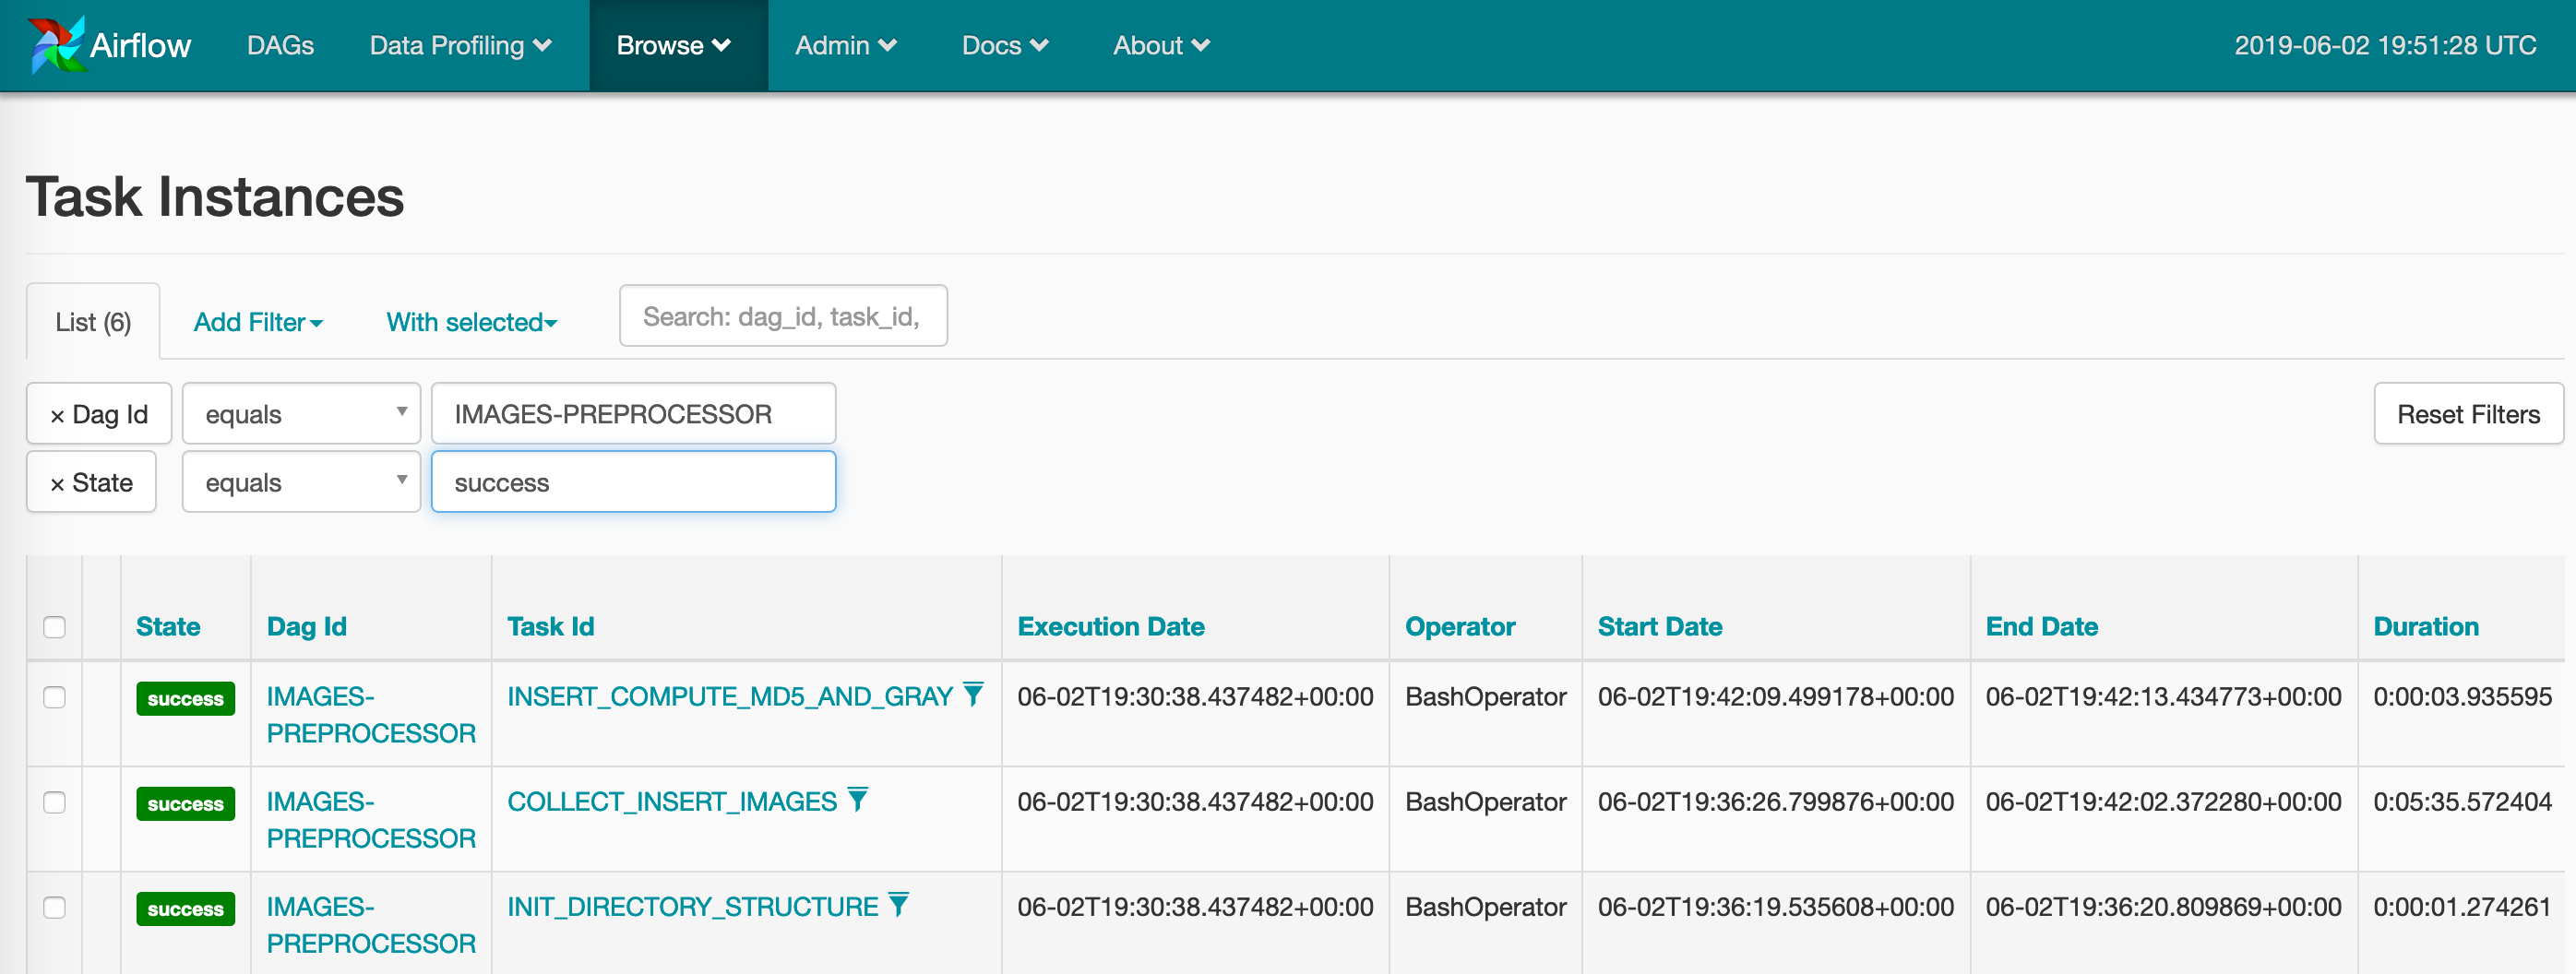 Airflow DAGs Data Profiling Browse Admin Docs About 2019-06-02 19:51:28 UTC
Task Instances
List (6) Add Filter With selected Search: dag_id, task_id,
× Dag Id equals IMAGES-PREPROCESSOR Reset Filters
× State equals success
State Dag Id Task Id Execution Date Operator Start Date End Date Duration
success IMAGES- INSERT_COMPUTE_MD5_AND_GRAY 06-02T19:30:38.437482+00:00 BashOperator 06-02T19:42:09.499178+00:00 06-02T19:42:13.434773+00:00 0:00:03.935595
PREPROCESSOR
success IMAGES- COLLECT_INSERT_IMAGES 06-02T19:30:38.437482+00:00 BashOperator 06-02T19:36:26.799876+00:00 06-02T19:42:02.372280+00:00 0:05:35.572404
PREPROCESSOR
success IMAGES- INIT_DIRECTORY_STRUCTURE 06-02T19:30:38.437482+00:00 BashOperator 06-02T19:36:19.535608+00:00 06-02T19:36:20.809869+00:00 0:00:01.274261
PREPROCESSOR